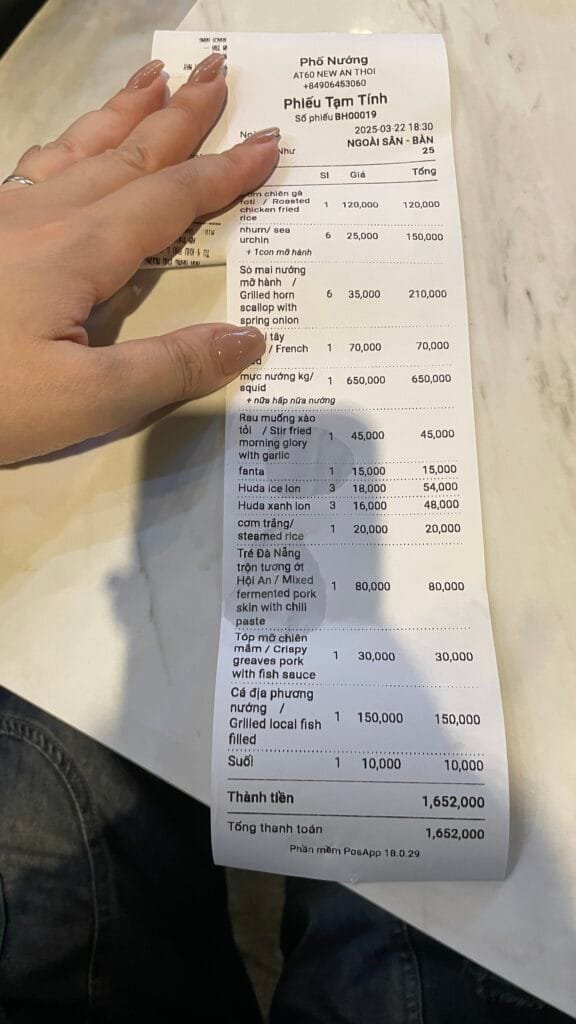 Phố Nướng
AT60 NEW AN THOI
+84906453060
Phiếu Tạm Tính
Số phiếu BH00019
2025-03-22 18:30
Như NGOÀI SÂN - BÀN
25
Sl Giá Tổng
chiên gà
/ Roasted
chicken fried 1 120,000 120,000
rice
nhum/ sea 6 25,000 150,000
urchin
+ 1con mỡ hành
Sò mai nướng
mỡ hành /
Grilled horn 6 35,000 210,000
scallop with
spring onion
tây
/ French 1 70,000 70,000
mực nướng kg/ 1 650,000 650,000
squid
+ nữa hấp nữa nướng
Rau muống xào
tỏi / Stir fried
morning glory 1 45,000 45,000
with garlic
fanta 1 15,000 15,000
Huda ice lon 3 18,000 54,000
Huda xanh lon 3 16,000 48,000
cơm trắng/ 1 20,000 20,000
steamed rice
Tré Đà Nẵng
trộn tương ớt
Hội An / Mixed 1 80,000 80,000
fermented pork
skin with chili
paste
Tóp mỡ chiên
mắm / Crispy 1 30,000 30,000
greaves pork
with fish sauce
Cá địa phương
nướng / 1 150,000 150,000
Grilled local fish
filled
Suối 1 10,000 10,000
Thành tiền 1,652,000
Tổng thanh toán 1,652,000
Phần mềm PosApp 18.0.29